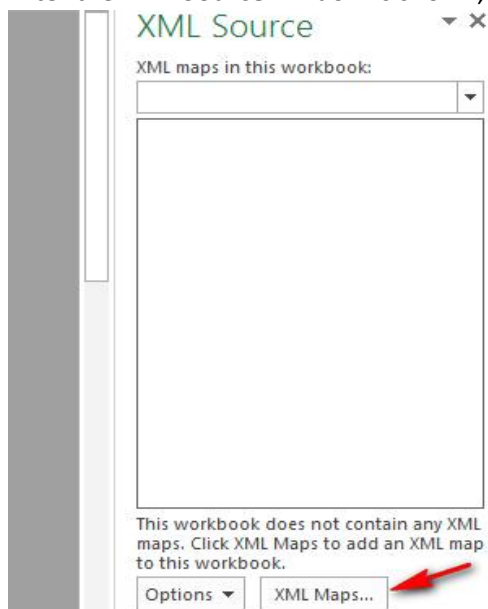 XML Source
XML maps in this workbook:
This workbook does not contain any XML
maps. Click XML Maps to add an XML map
to this workbook.
Options
XML Maps...